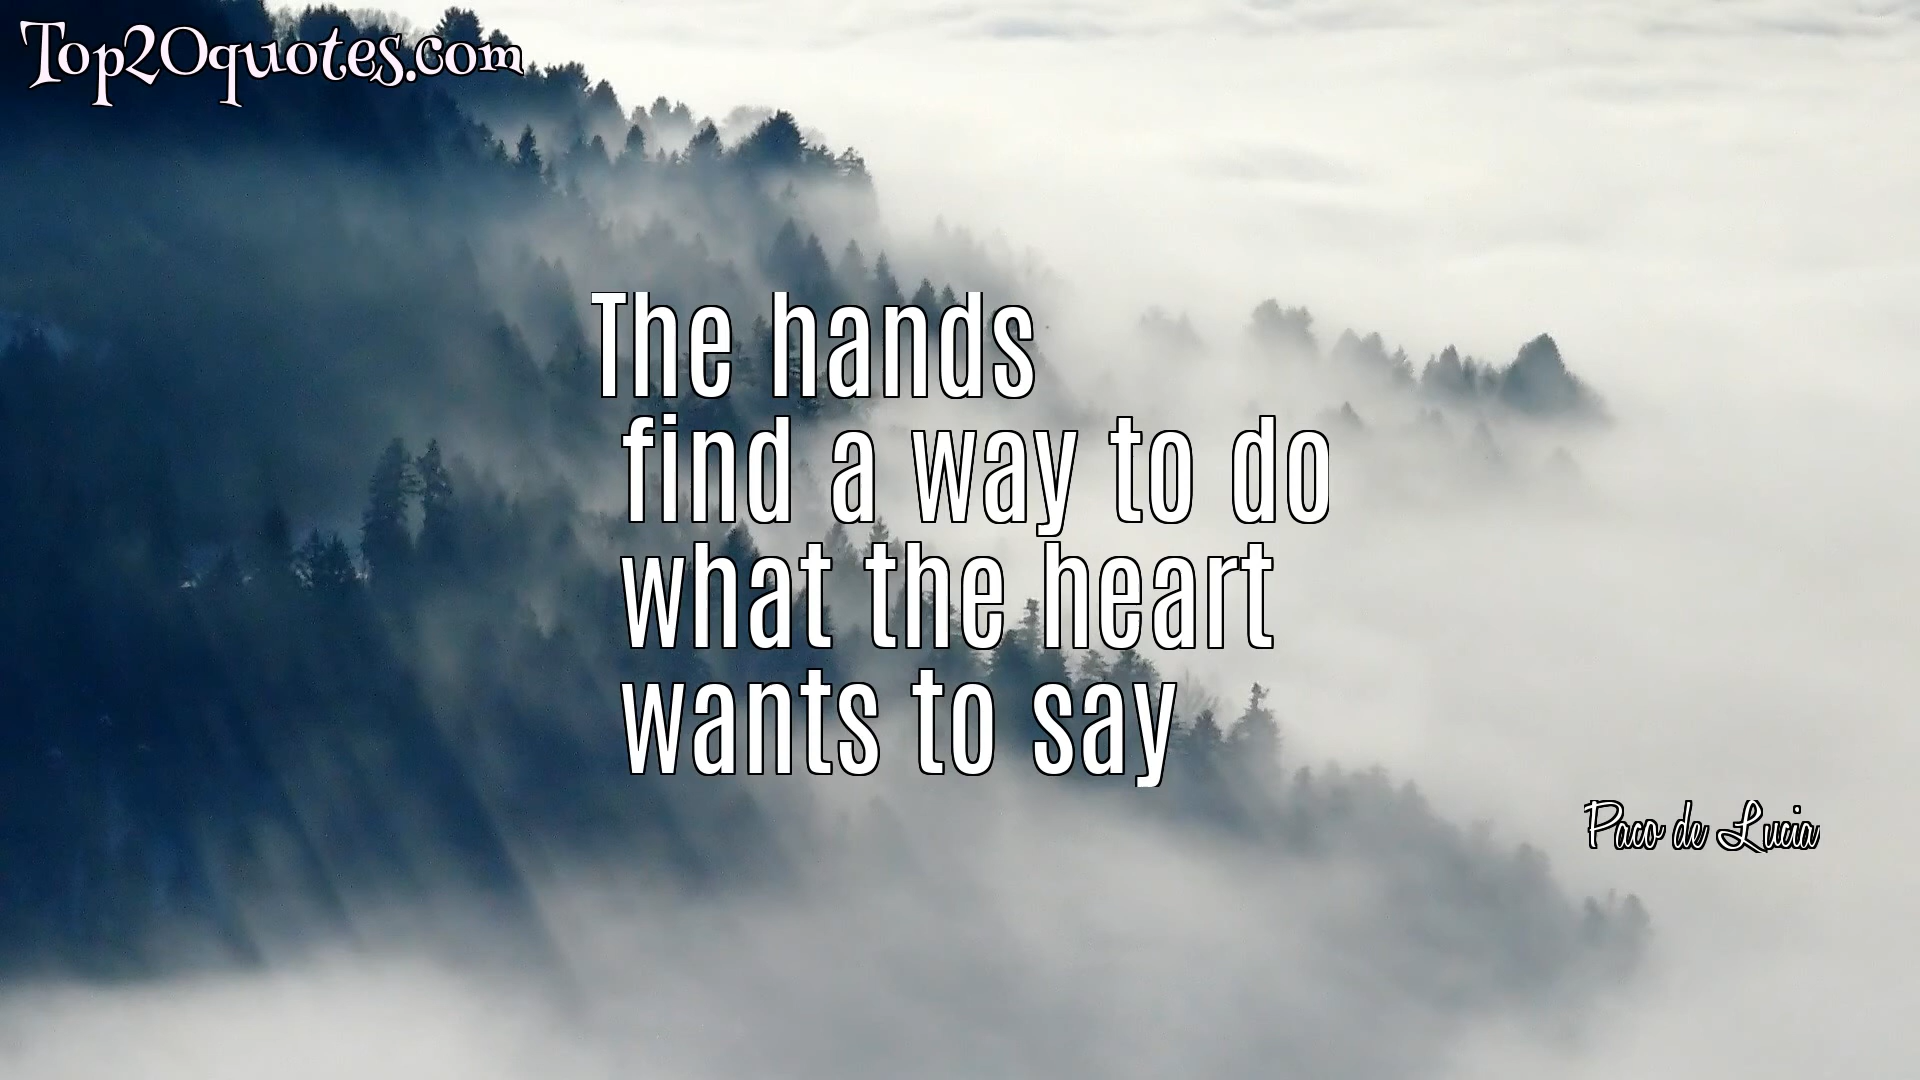 Top20quotes.com
The hands
find a way to do
what the heart
wants to say
Paco de Lucia